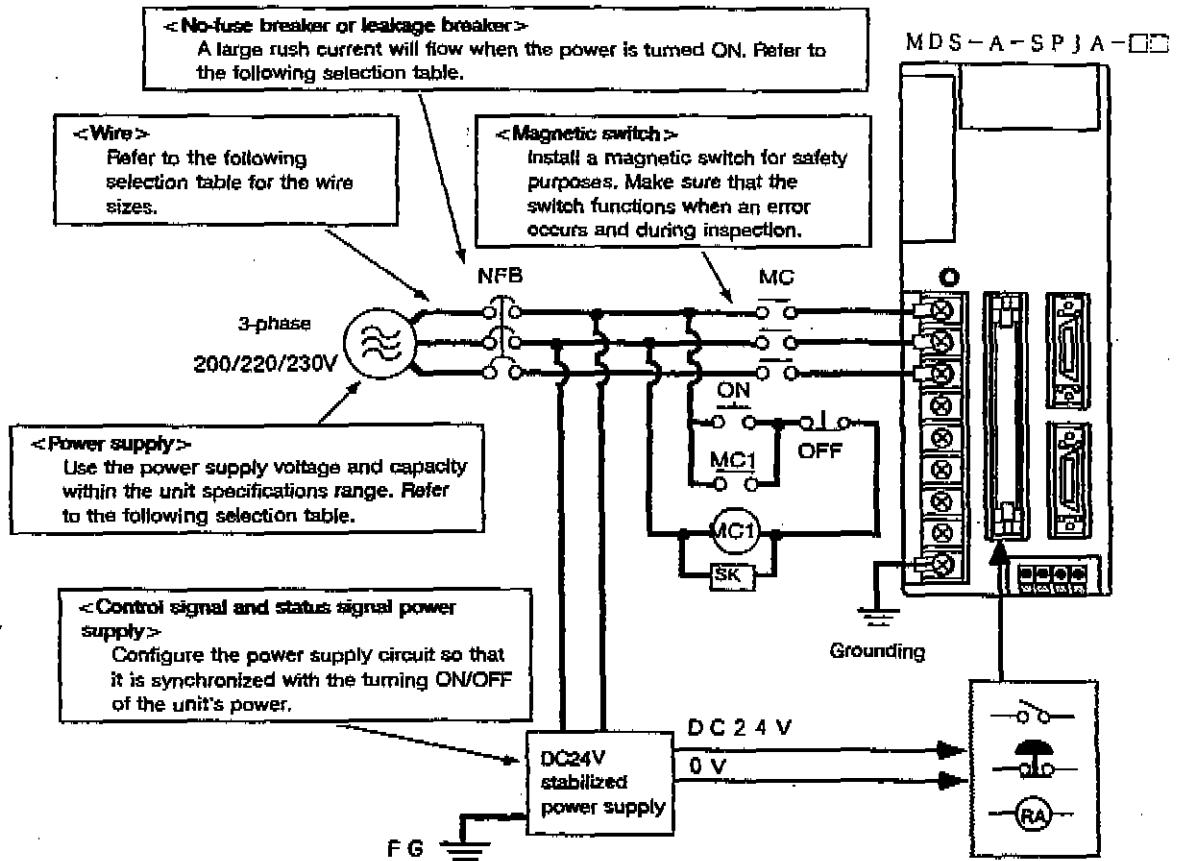 <No-fuse breaker or leakage breaker>
A large rush current will flow when the power is turned ON. Refer to
the following selection table.
MDS-A-SPJA-□□
<Wire>
Refer to the following
selection table for the wire
sizes.
<Magnetic switch>
Install a magnetic switch for safety
purposes. Make sure that the
switch functions when an error
occurs and during inspection.
NFB
MC
3-phase
200/220/230V
ON
OFF
MC1
<Power supply>
Use the power supply voltage and capacity
within the unit specifications range. Refer
to the following selection table.
MC1
SK
<Control signal and status signal power
supply>
Configure the power supply circuit so that
it is synchronized with the turning ON/OFF
of the unit's power.
Grounding
DC24V
stabilized
power supply
DC24V
0V
RA
FG